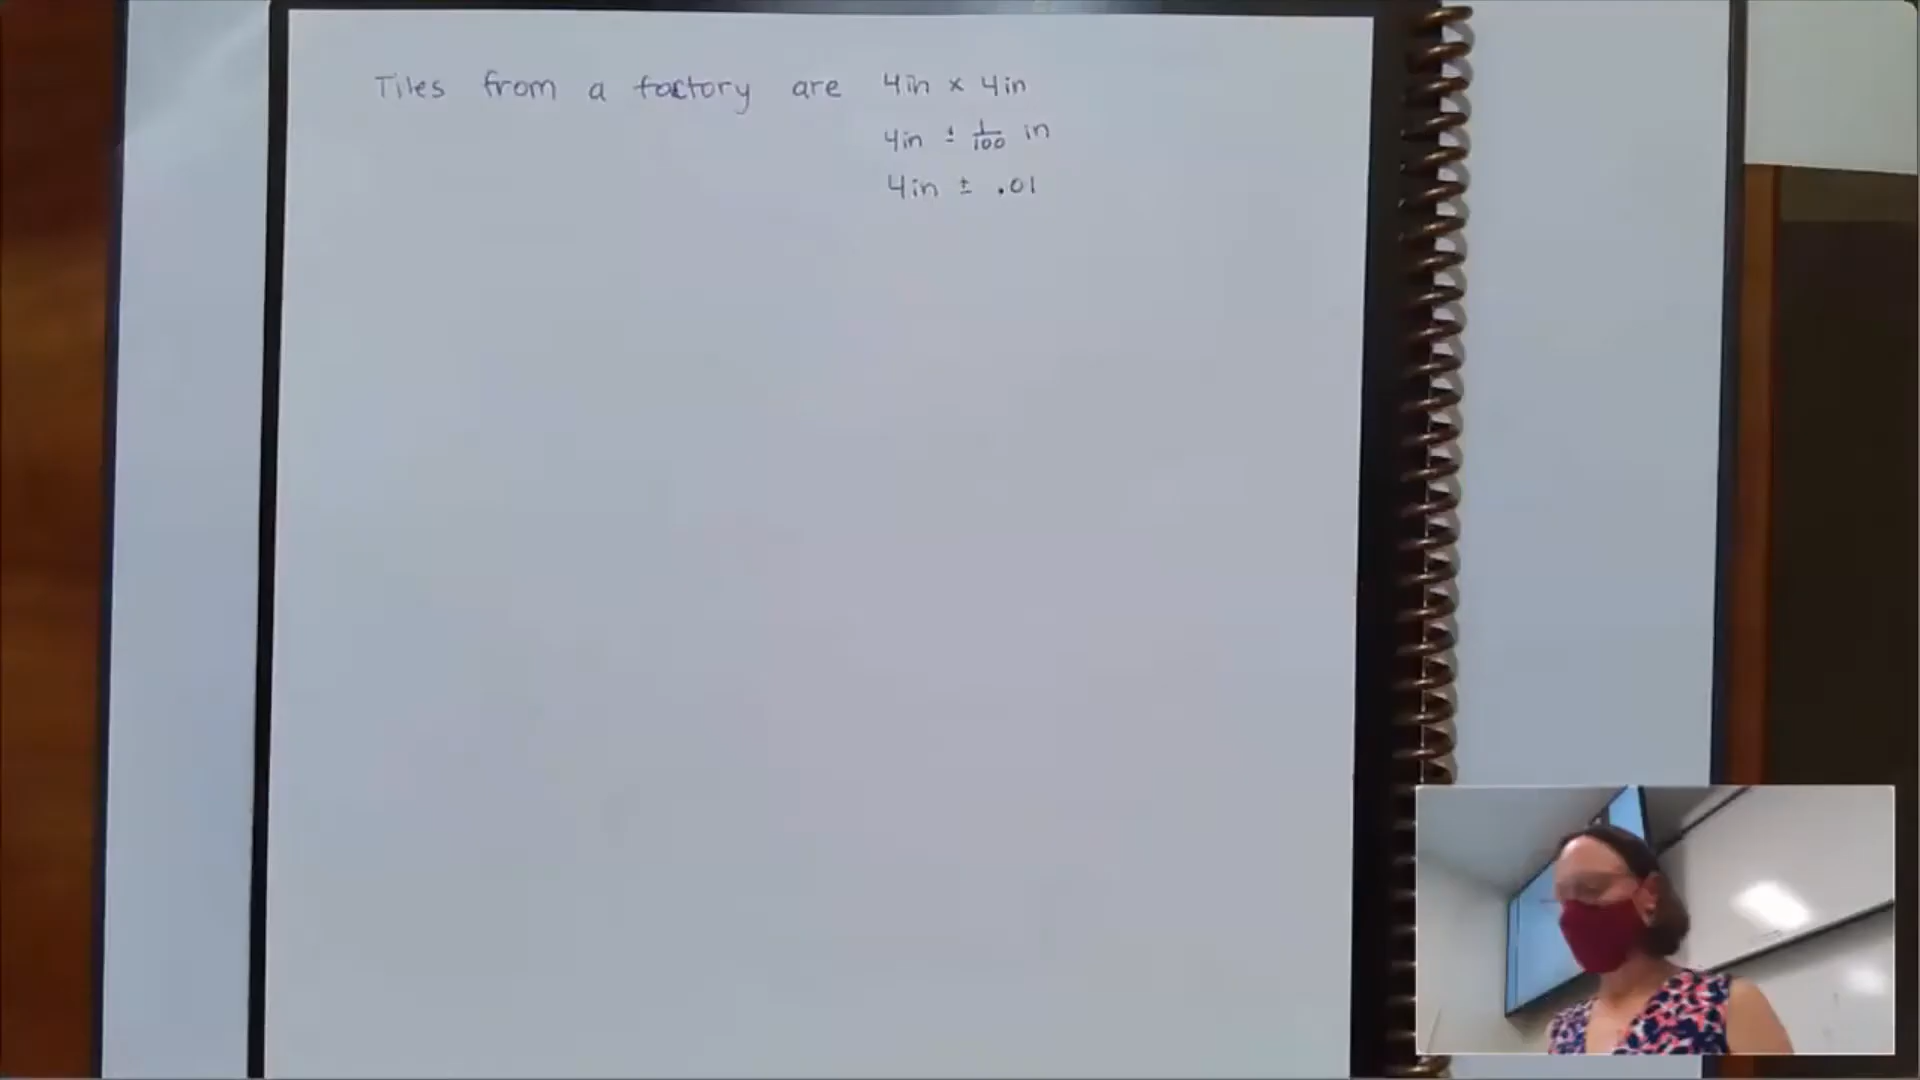 Tiles from a factory are 4in x 4in
4in ± 1/100 in
4in ± .01